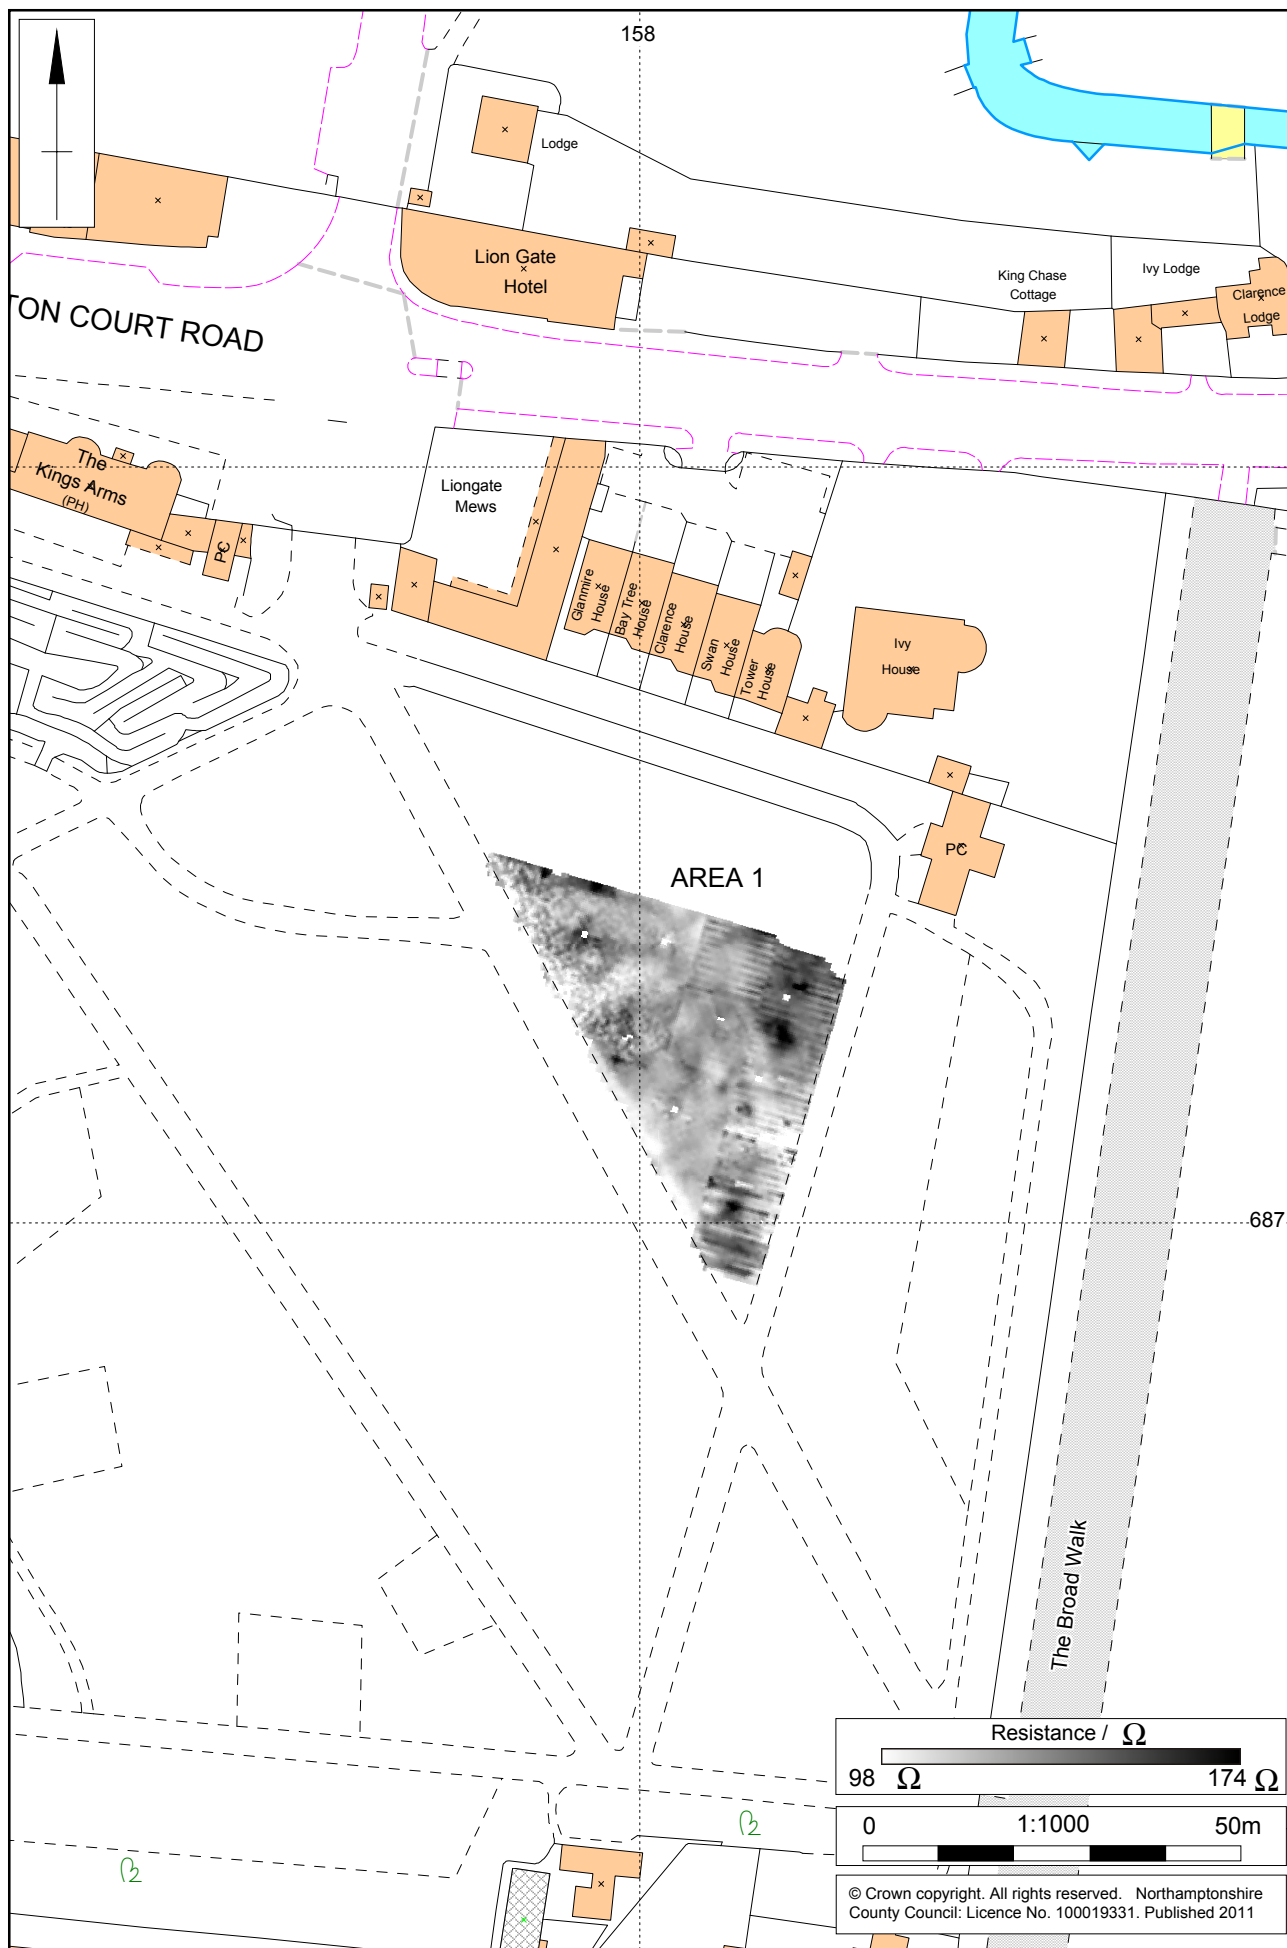 158
Lodge
Lion Gate
Hotel
King Chase
Cottage
Ivy Lodge
Clarence
Lodge
TON COURT ROAD
The
Kings Arms
(PH)
PC
Liongate
Mews
Glanmire
House
Bay Tree
House
Clarence
House
Swan
House
Tower
House
Ivy
House
PC
AREA 1
687
The Broad Walk
Resistance / Ω
98 Ω 174 Ω
0 1:1000 50m
© Crown copyright. All rights reserved. Northamptonshire
County Council: Licence No. 100019331. Published 2011